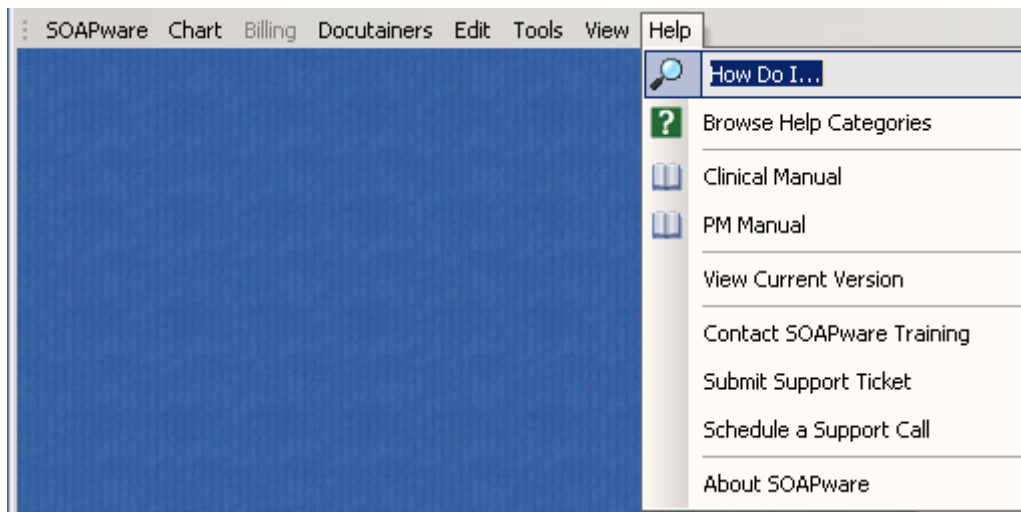 SOAPware Chart Billing Docutainers Edit Tools View Help
How Do I...
Browse Help Categories
Clinical Manual
PM Manual
View Current Version
Contact SOAPware Training
Submit Support Ticket
Schedule a Support Call
About SOAPware